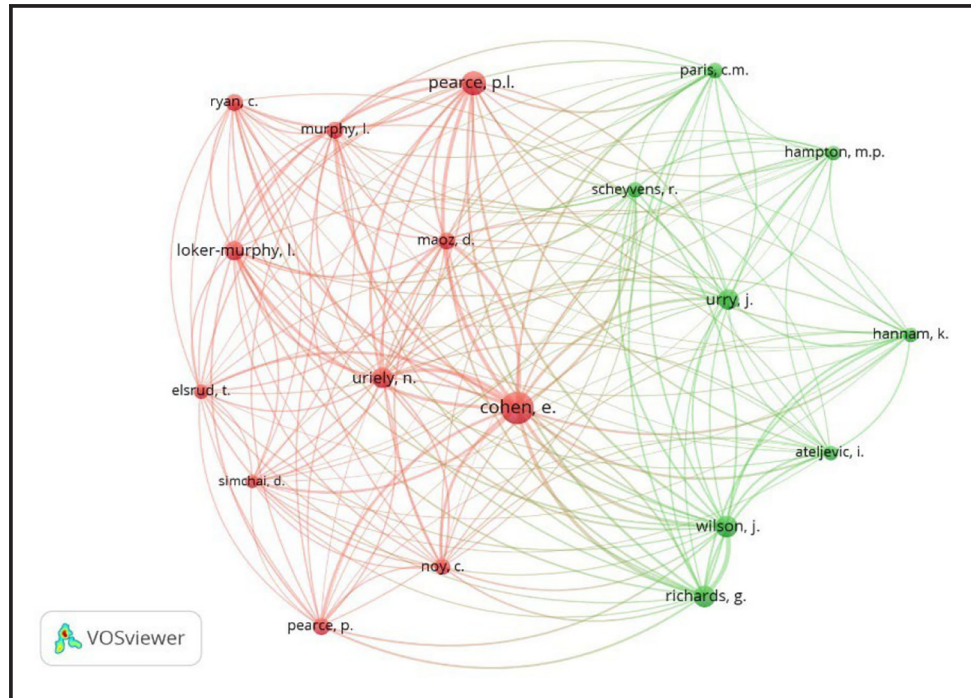 paris, c.m.
pearce, p.l.
ryan, c.
murphy, l.
hampton, m.p.
scheyvens, r.
maoz, d.
loker-murphy, l.
urry, j.
hannam, k.
uriely, n.
elsrud, t.
cohen, e.
ateljevic, i.
simchai, d.
wilson, j.
noy, c.
richards, g.
pearce, p.
VOSviewer